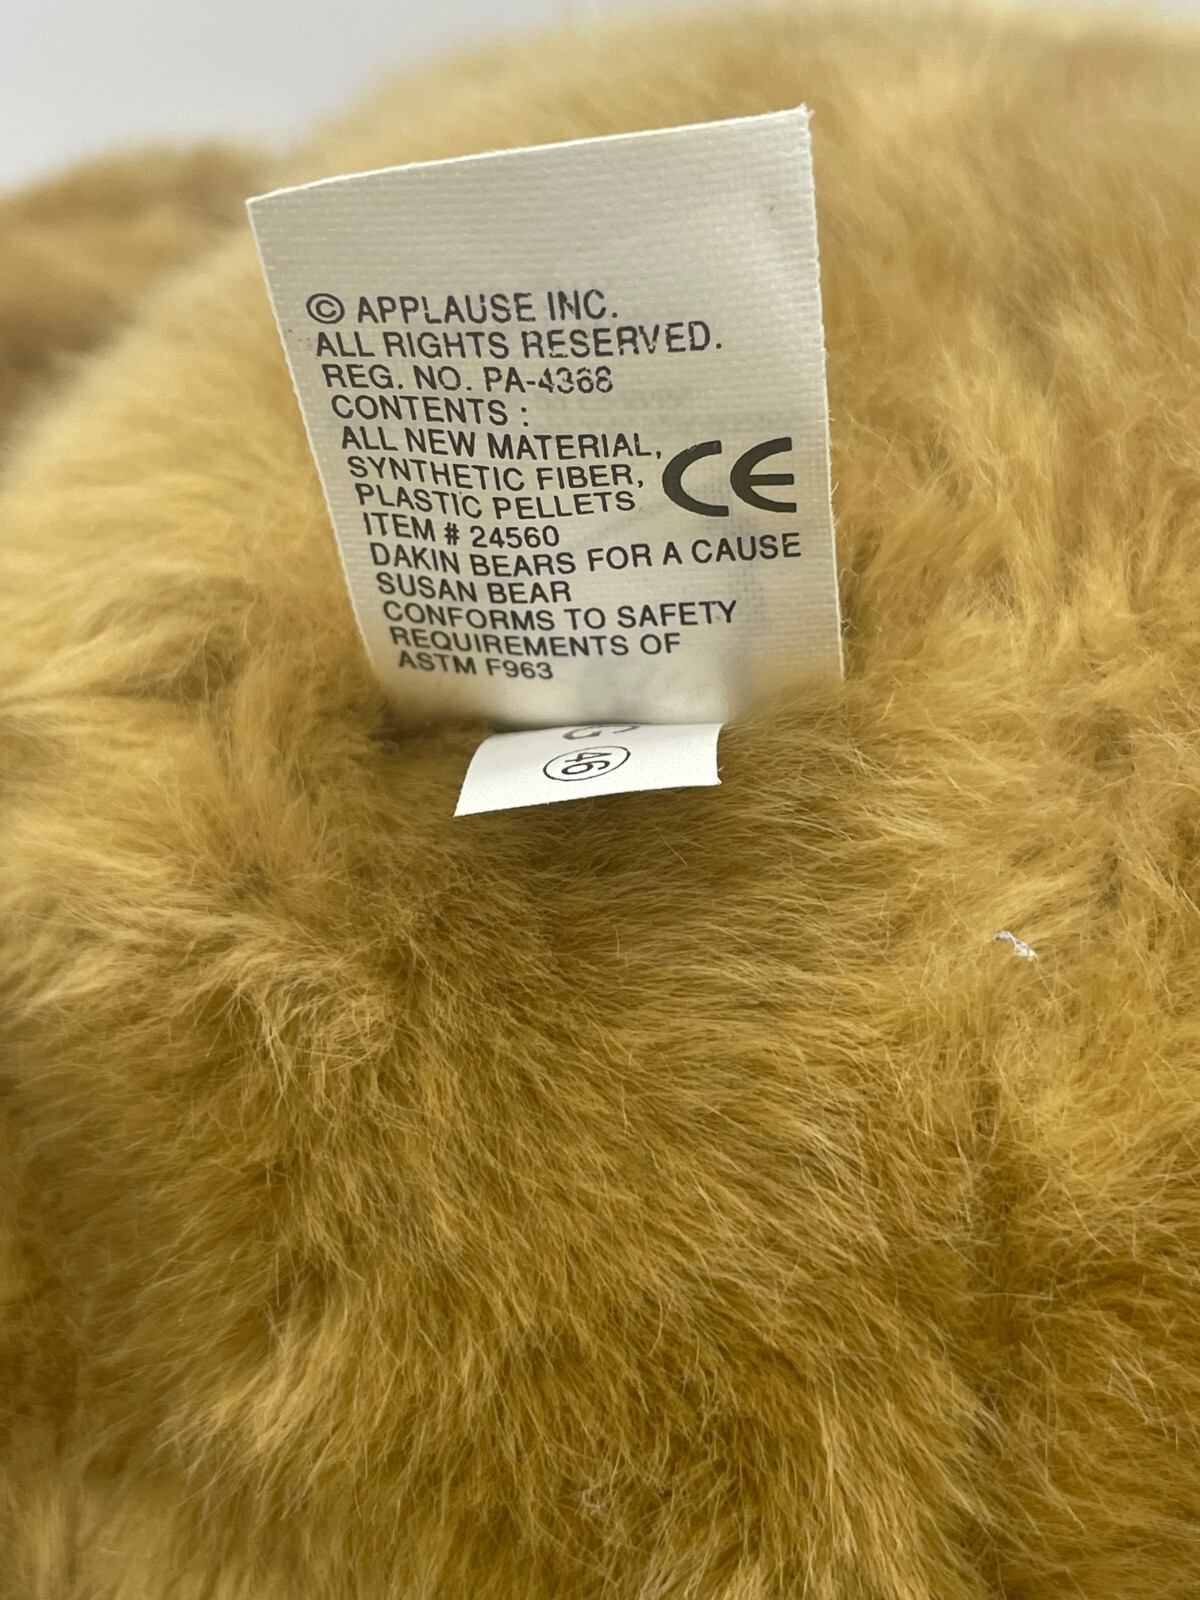 © APPLAUSE INC.
ALL RIGHTS RESERVED.
REG. NO. PA-4368
CONTENTS :
ALL NEW MATERIAL,
SYNTHETIC FIBER,
PLASTIC PELLETS
CE
ITEM # 24560
DAKIN BEARS FOR A CAUSE
SUSAN BEAR
CONFORMS TO SAFETY
REQUIREMENTS OF
ASTM F963
46